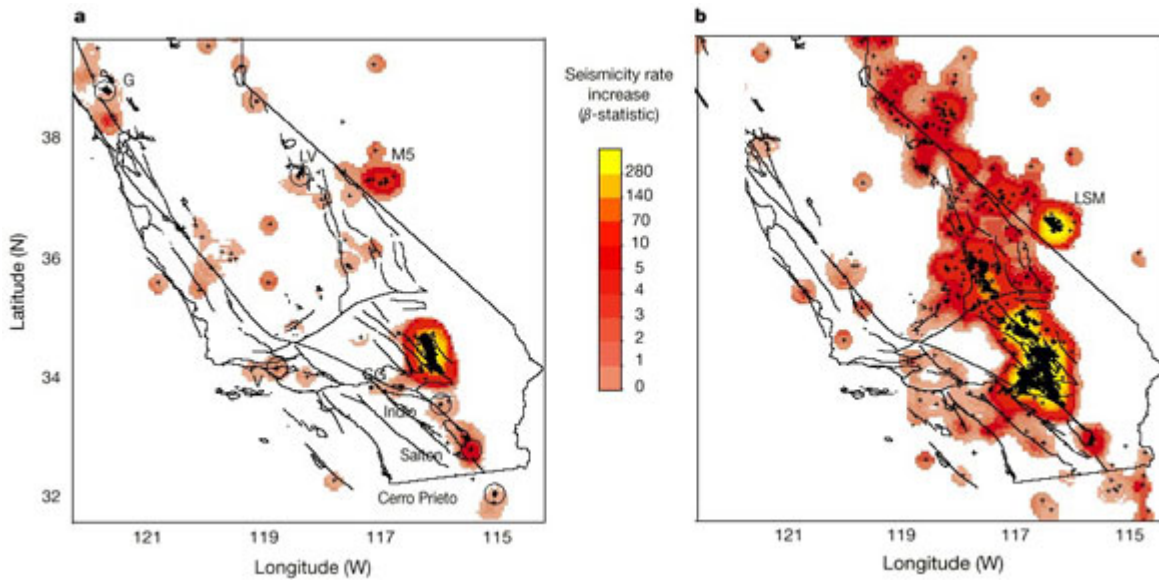 a
b
G
LV
M5
V
Indio
Salton
Cerro Prieto
Latitude (N)
38
36
34
32
121
119
117
115
Longitude (W)
Seismicity rate
increase
(β-statistic)
280
140
70
10
5
4
3
2
1
0
LSM
121
119
117
115
Longitude (W)